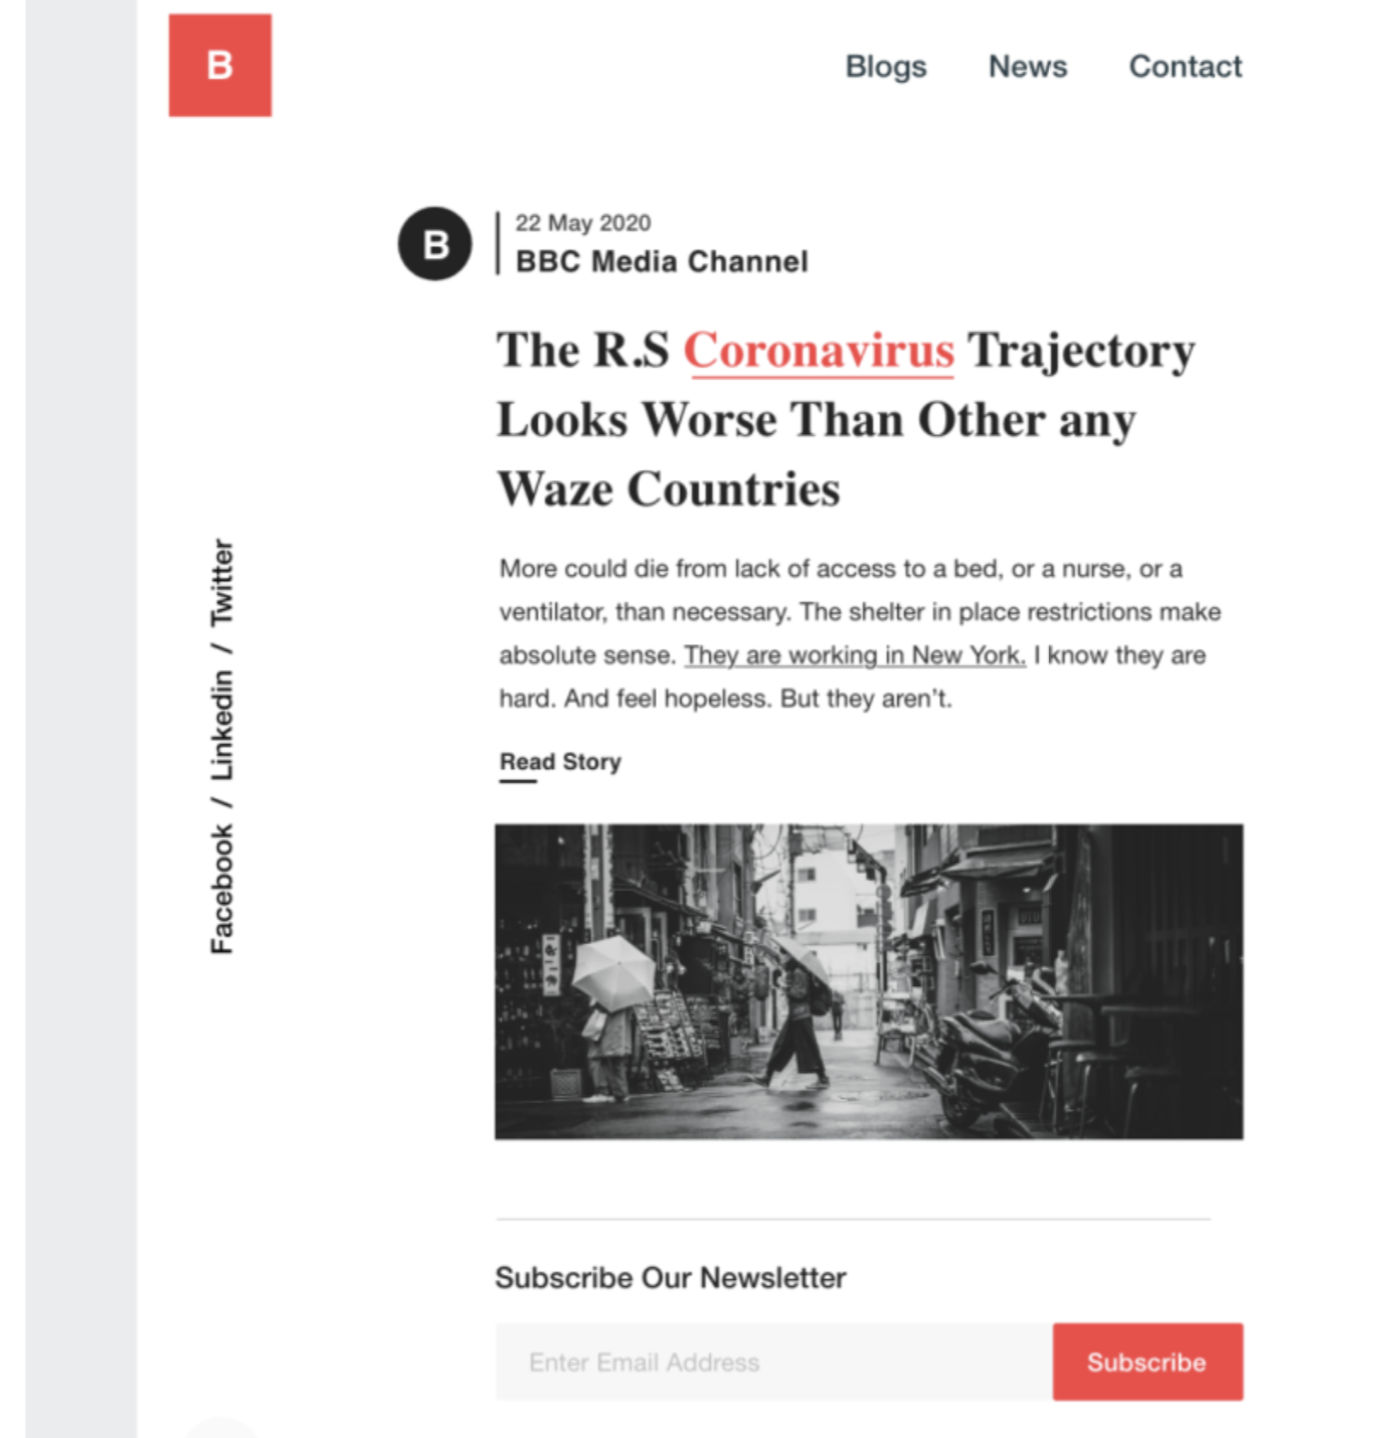 B
Blogs News Contact
B
22 May 2020
BBC Media Channel
The R.S Coronavirus Trajectory
Looks Worse Than Other any
Waze Countries
More could die from lack of access to a bed, or a nurse, or a
ventilator, than necessary. The shelter in place restrictions make
absolute sense. They are working in New York. I know they are
hard. And feel hopeless. But they aren't.
Read Story
Facebook / Linkedin / Twitter
Subscribe Our Newsletter
Enter Email Address
Subscribe